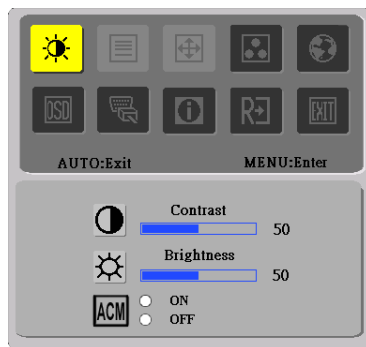 OSD
i
R
EXIT
AUTO:Exit MENU:Enter
Contrast
50
Brightness
50
ACM ON
OFF